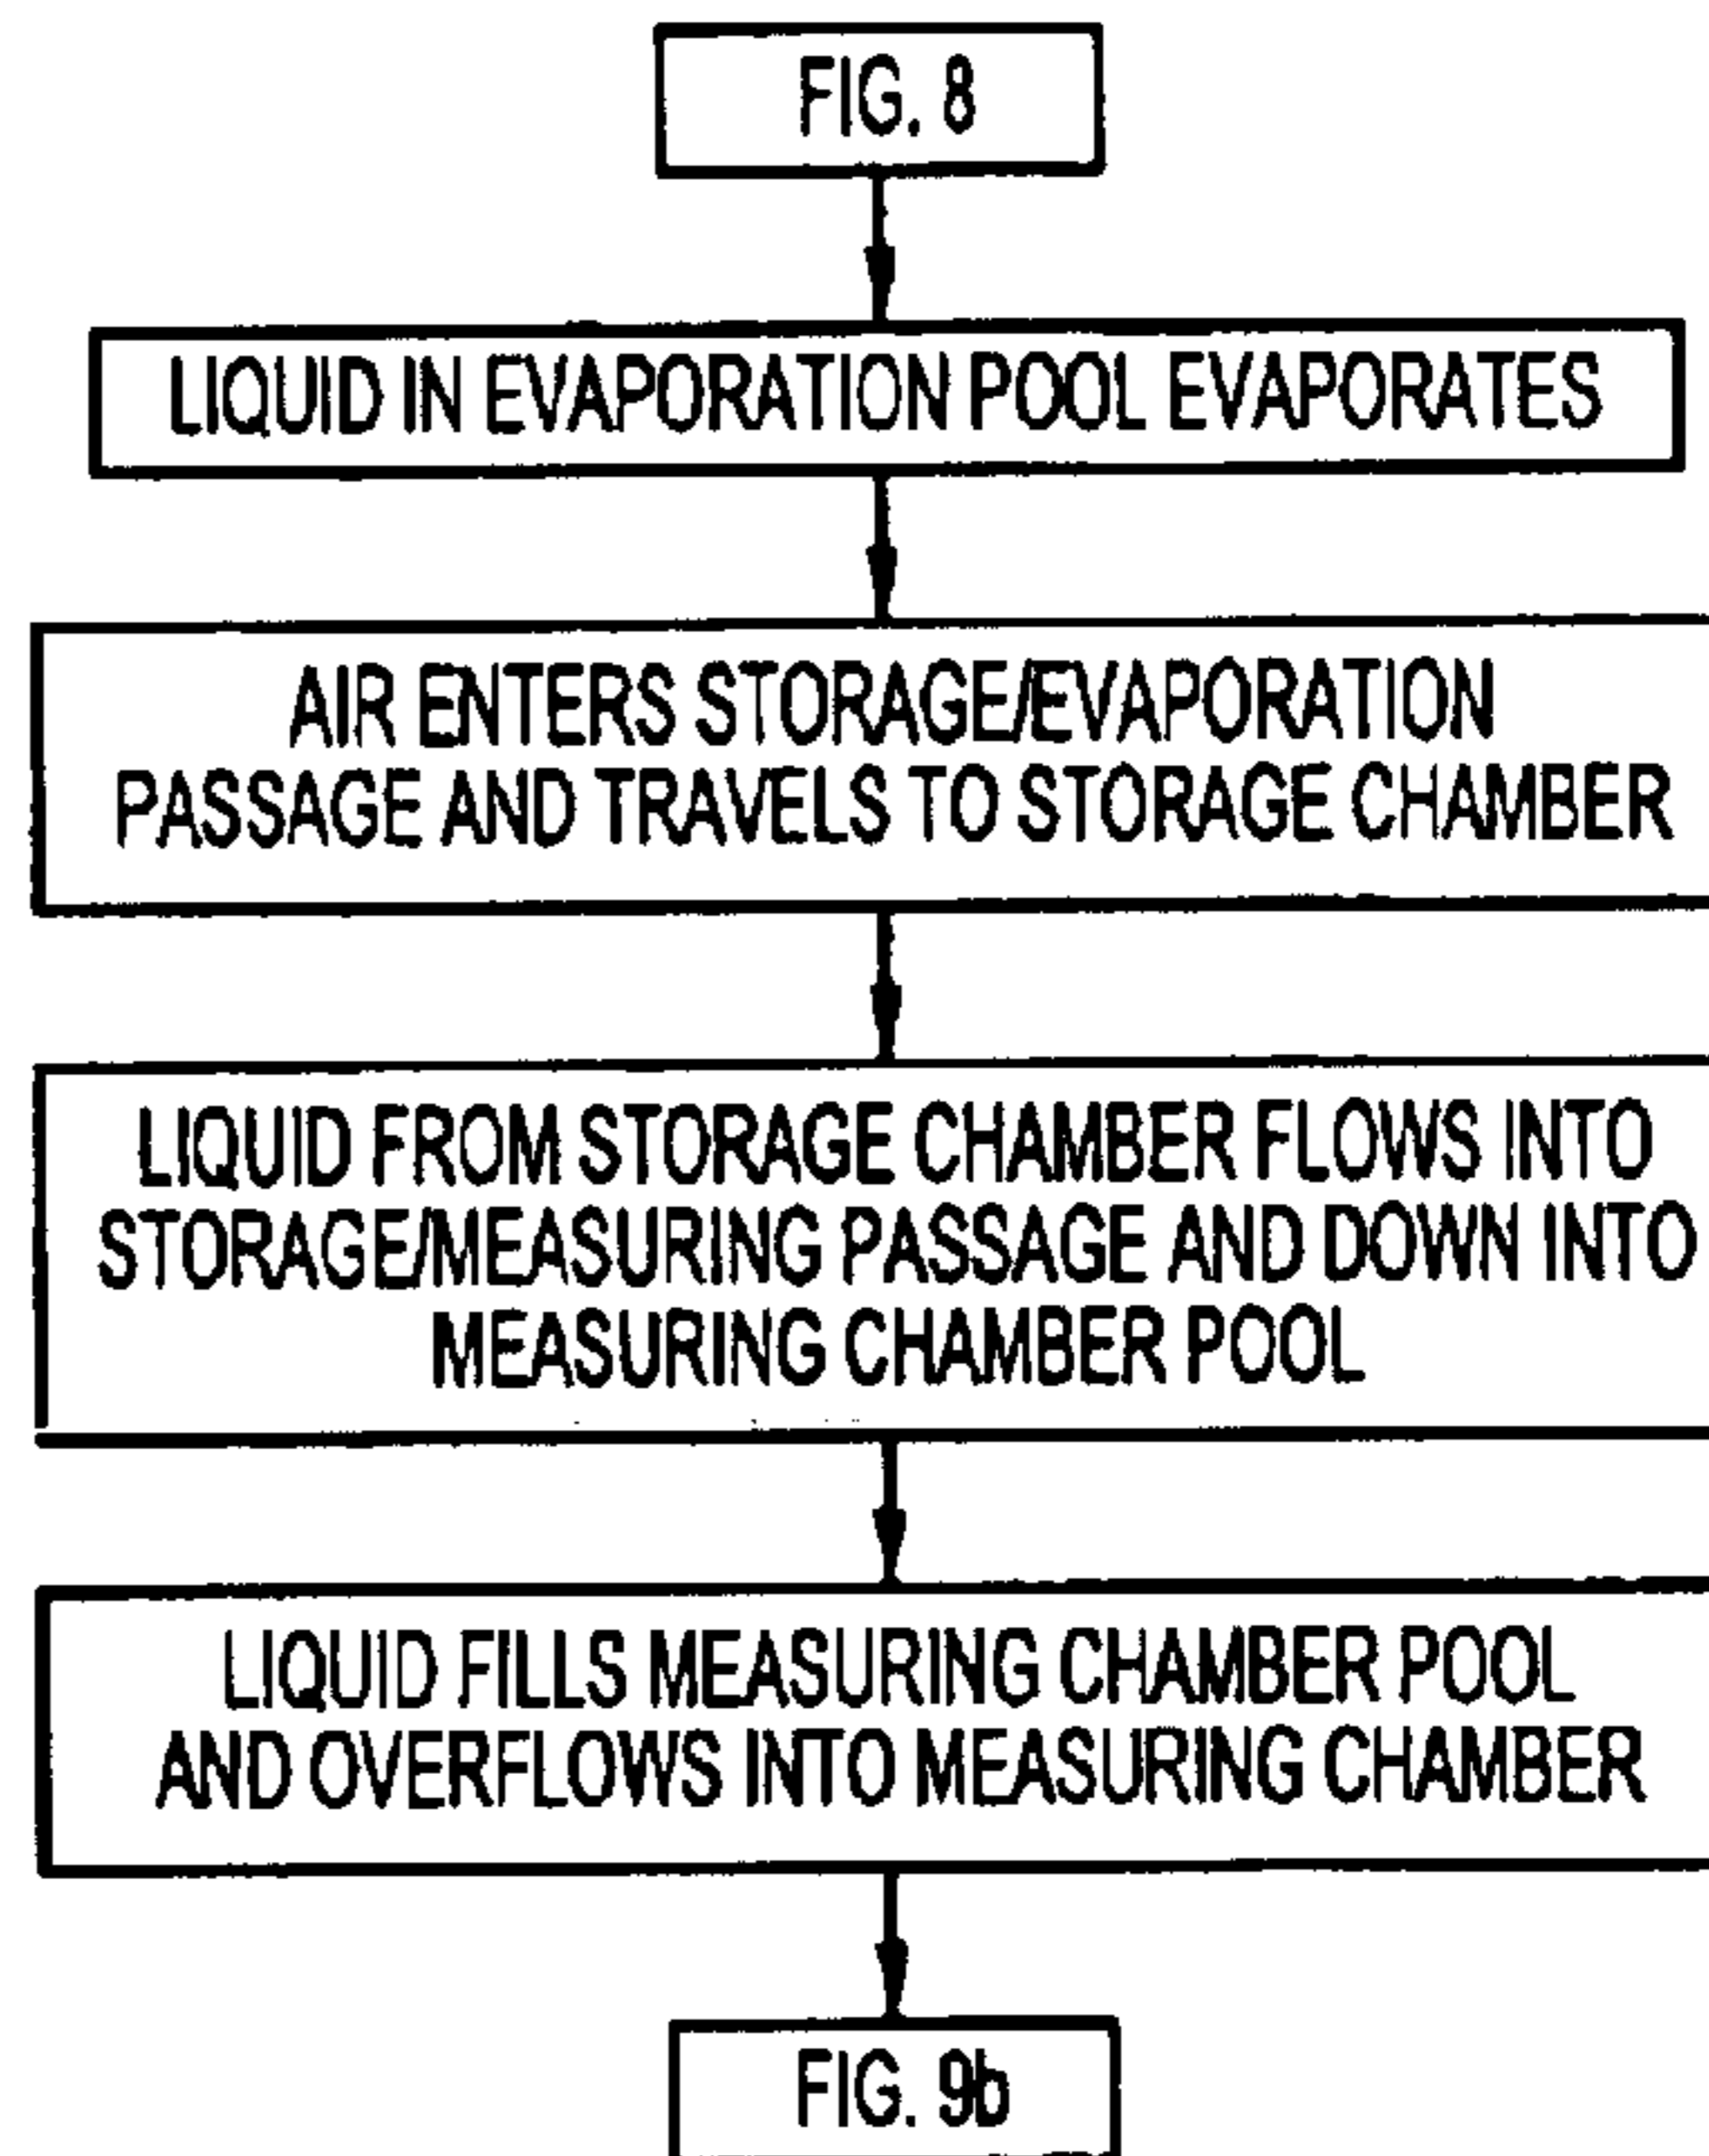 FIG. 8
LIQUID IN EVAPORATION POOL EVAPORATES
AIR ENTERS STORAGE/EVAPORATION
PASSAGE AND TRAVELS TO STORAGE CHAMBER
LIQUID FROM STORAGE CHAMBER FLOWS INTO
STORAGE/MEASURING PASSAGE AND DOWN INTO
MEASURING CHAMBER POOL
LIQUID FILLS MEASURING CHAMBER POOL
AND OVERFLOWS INTO MEASURING CHAMBER
FIG. 9b